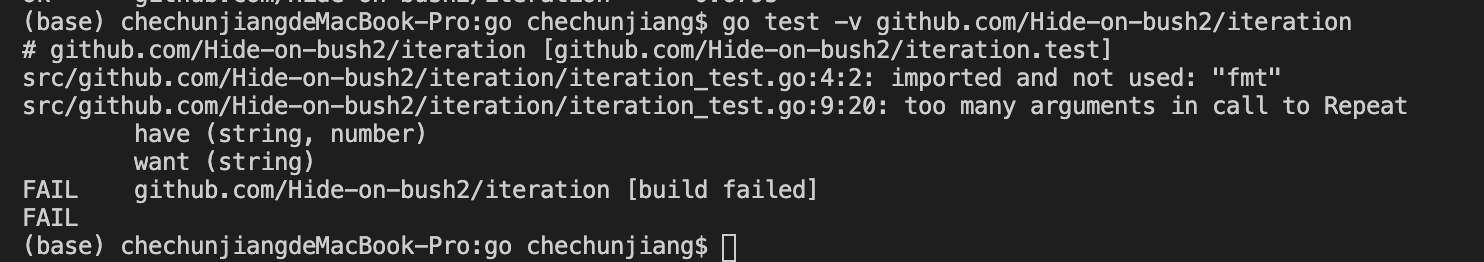 (base) chechunjiangdeMacBook-Pro:go chechunjiang$ go test -v github.com/Hide-on-bush2/iteration
# github.com/Hide-on-bush2/iteration [github.com/Hide-on-bush2/iteration.test]
src/github.com/Hide-on-bush2/iteration/iteration_test.go:4:2: imported and not used: "fmt"
src/github.com/Hide-on-bush2/iteration/iteration_test.go:9:20: too many arguments in call to Repeat
        have (string, number)
        want (string)
FAIL    github.com/Hide-on-bush2/iteration [build failed]
FAIL
(base) chechunjiangdeMacBook-Pro:go chechunjiang$